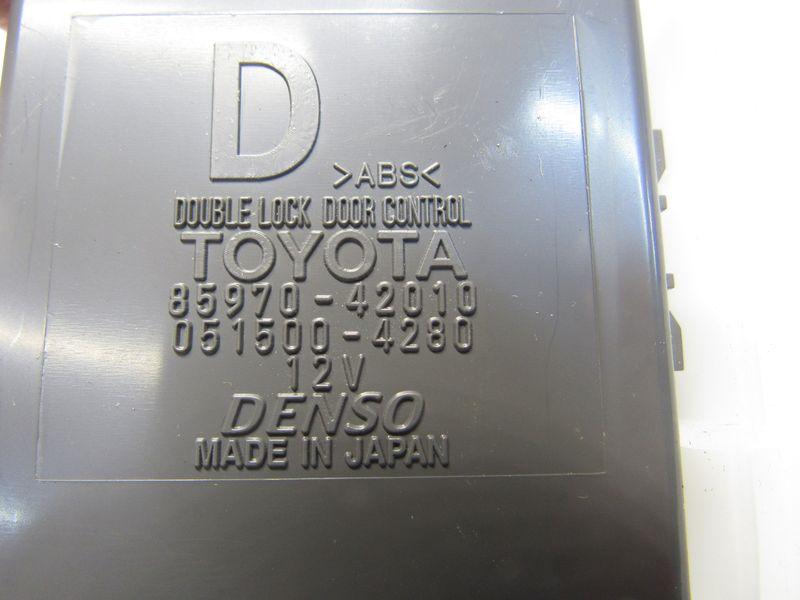 D
>ABS<
DOUBLE LOCK DOOR CONTROL
TOYOTA
85970-42010
051500-4280
12V
DENSO
MADE IN JAPAN